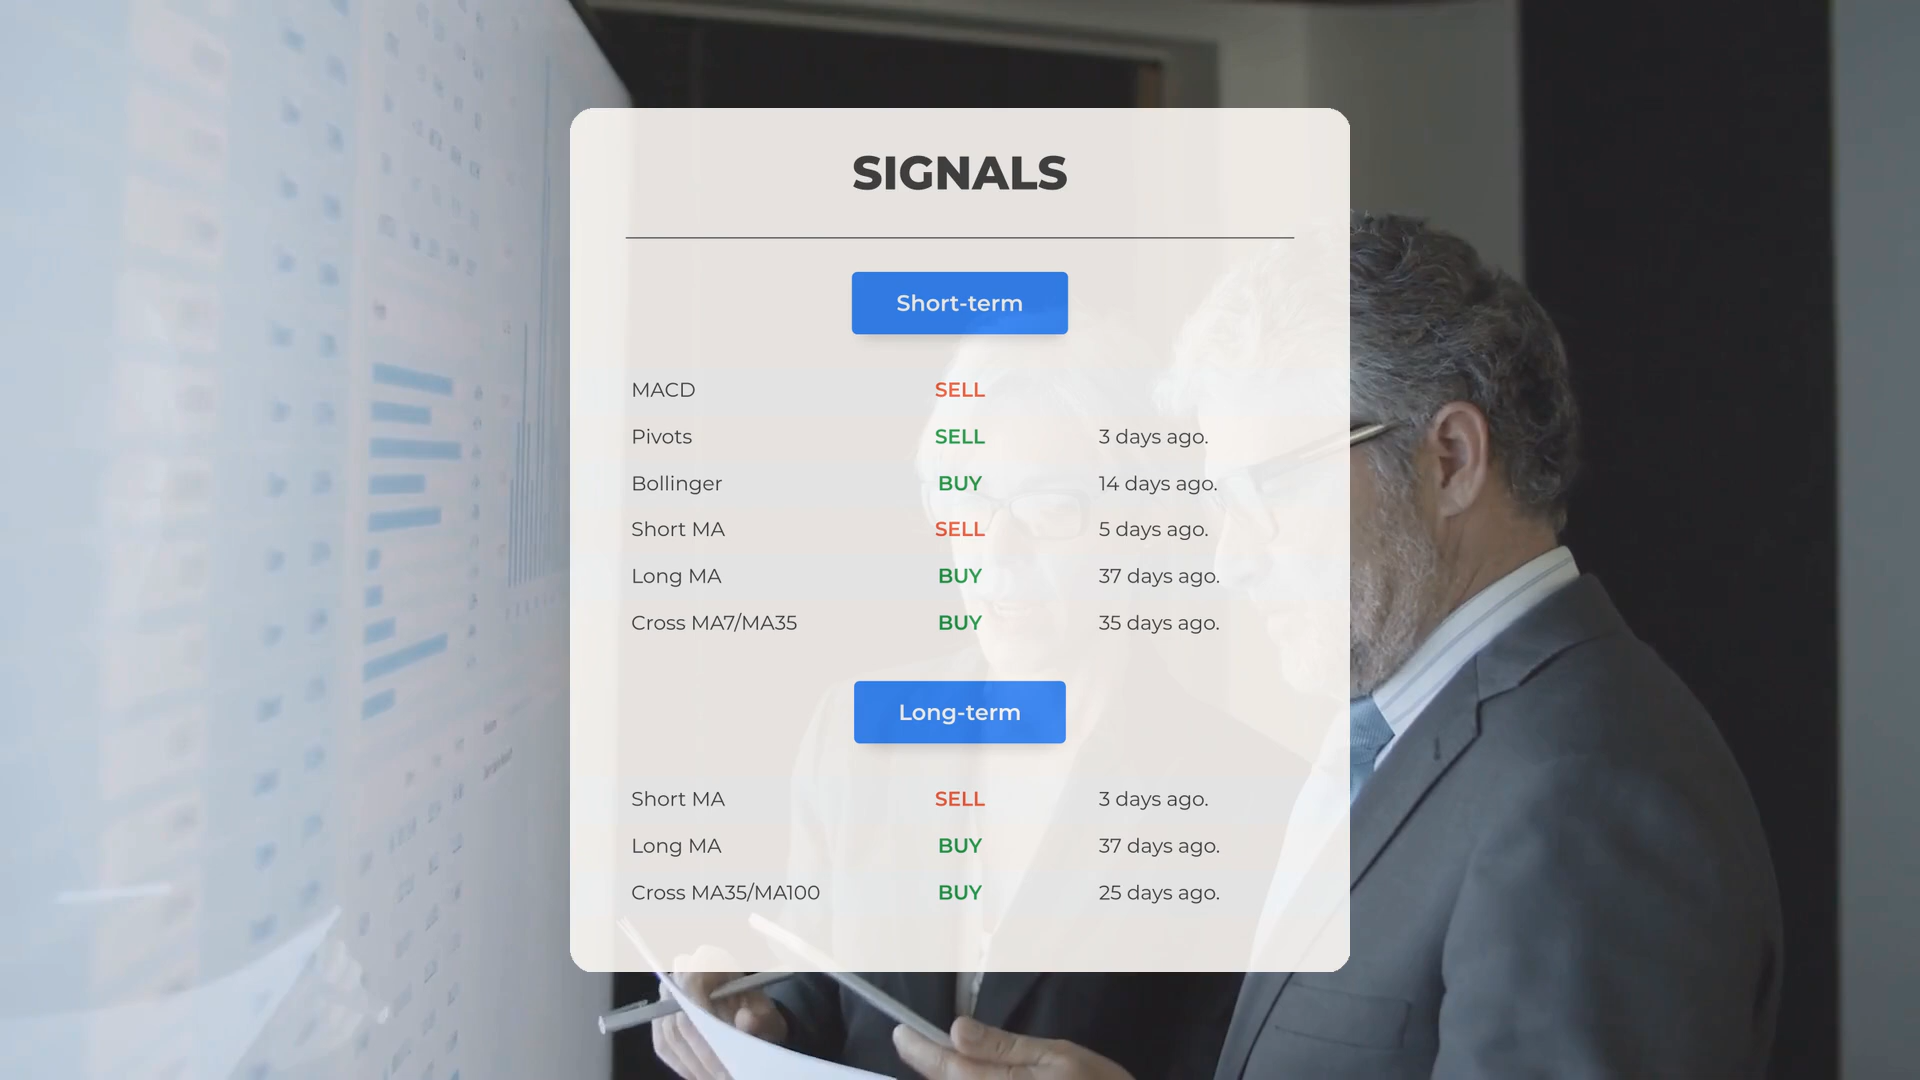 SIGNALS
Short-term
MACD SELL
Pivots SELL 3 days ago.
Bollinger BUY 14 days ago.
Short MA SELL 5 days ago.
Long MA BUY 37 days ago.
Cross MA7/MA35 BUY 35 days ago.
Long-term
Short MA SELL 3 days ago.
Long MA BUY 37 days ago.
Cross MA35/MA100 BUY 25 days ago.